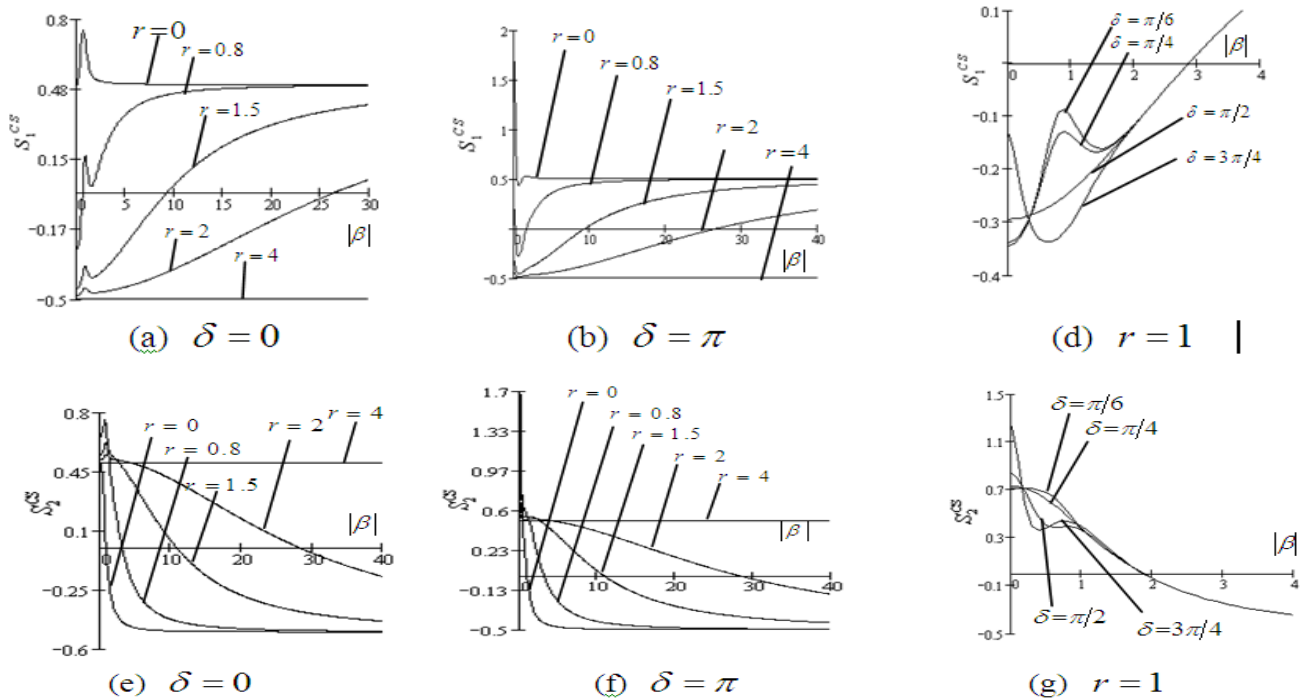 0.8
0.48
0.15
−0.17
−0.5
S₁ᶜˢ
0 5 10 15 20 25 30
|β|
r = 0
r = 0.8
r = 1.5
r = 2
r = 4
(a) δ = 0
2
1.5
1
0.5
0
−0.5
S₁ᶜˢ
10 20 30 40
|β|
r = 0
r = 0.8
r = 1.5
r = 2
r = 4
(b) δ = π
0.1
−0.1
−0.2
−0.3
−0.4
S₁ᶜˢ
0 1 2 3 4
|β|
δ = π/6
δ = π/4
δ = π/2
δ = 3π/4
(d) r = 1 |
0.8
0.45
0.1
−0.25
−0.6
S₂ᶜˢ
0 10 20 30 40
|β|
r = 0
r = 0.8
r = 1.5
r = 2
r = 4
(e) δ = 0
1.7
1.33
0.97
0.6
0.23
−0.13
−0.5
S₂ᶜˢ
0 10 20 30 40
|β|
r = 0
r = 0.8
r = 1.5
r = 2
r = 4
(f) δ = π
1.5
1.1
0.7
0.3
−0.1
−0.5
S₂ᶜˢ
0 1 2 3 4
|β|
δ = π/6
δ = π/4
δ = π/2
δ = 3π/4
(g) r = 1